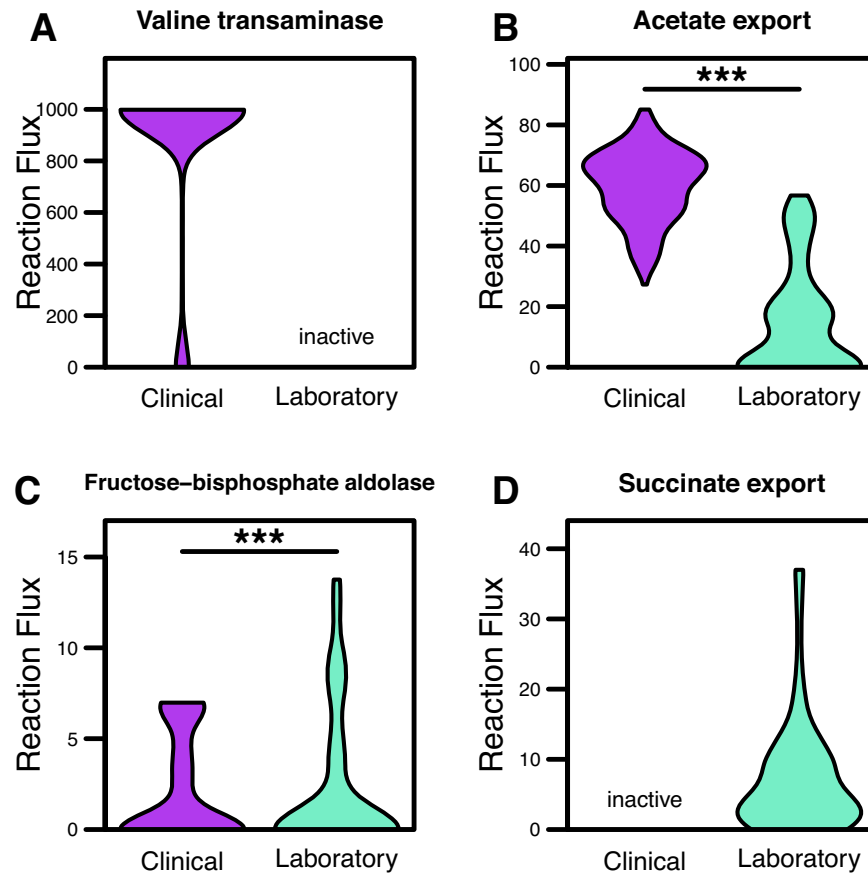 A
Valine transaminase
Reaction Flux
1000
800
600
400
200
0
inactive
Clinical
Laboratory
B
Acetate export
Reaction Flux
100
80
60
40
20
0
***
Clinical
Laboratory
C
Fructose–bisphosphate aldolase
Reaction Flux
15
10
5
0
***
Clinical
Laboratory
D
Succinate export
Reaction Flux
40
30
20
10
0
inactive
Clinical
Laboratory